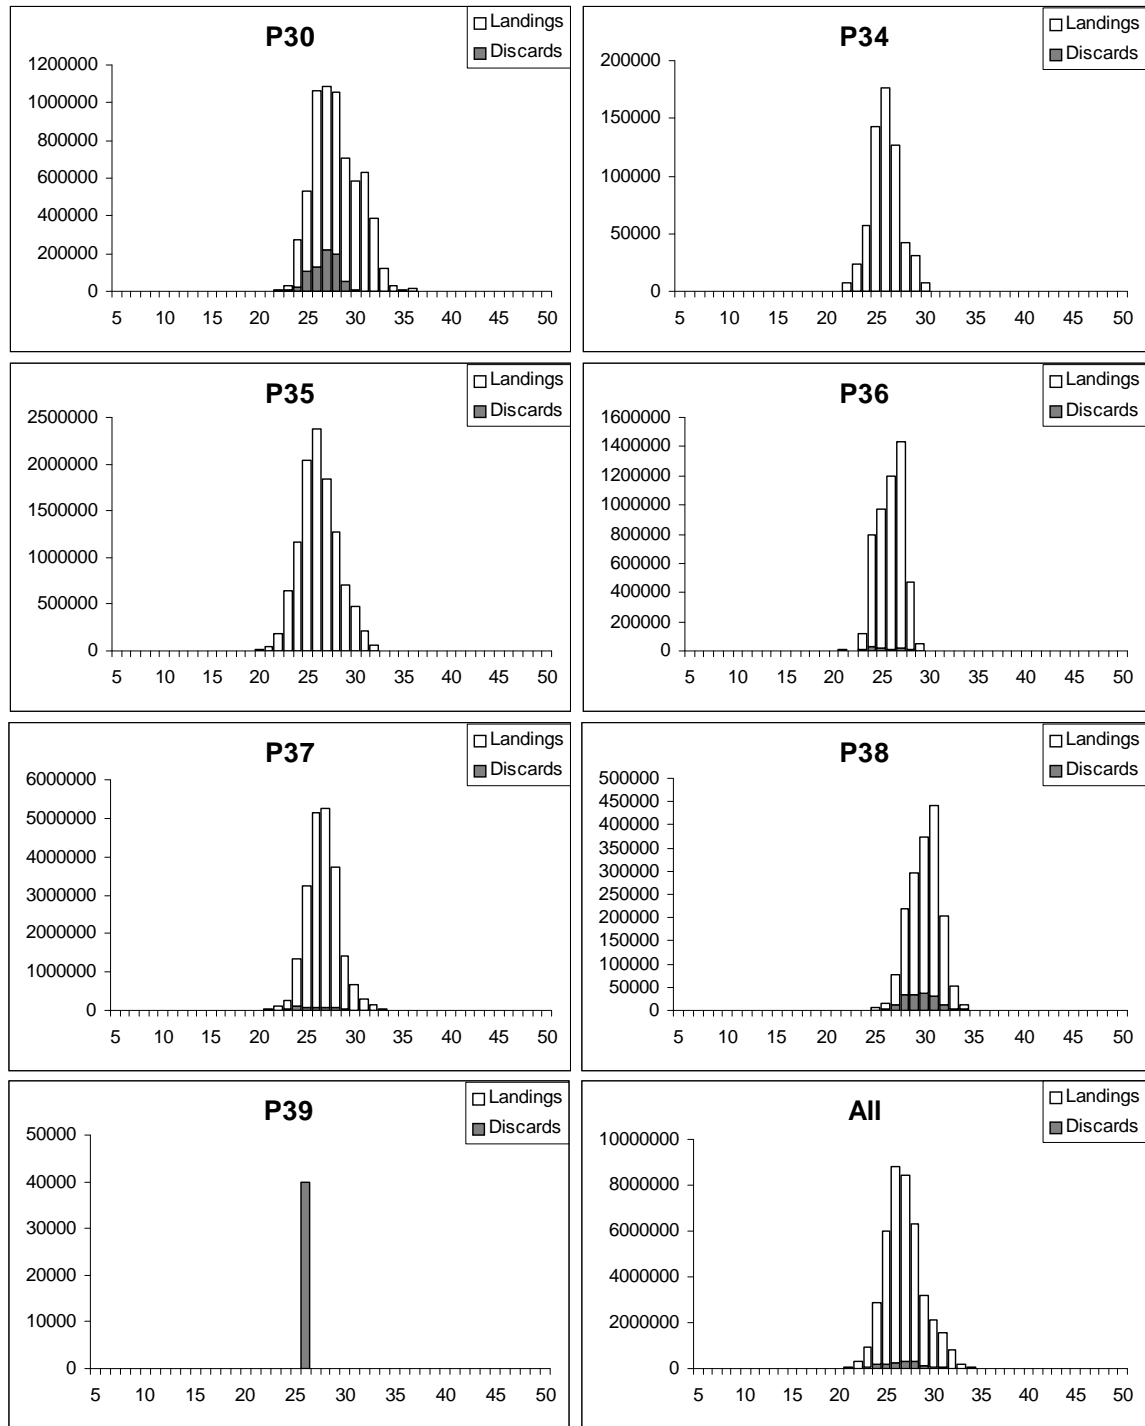 P30
Landings
Discards
1200000
1000000
800000
600000
400000
200000
0
5 10 15 20 25 30 35 40 45 50
P34
Landings
Discards
200000
150000
100000
50000
0
5 10 15 20 25 30 35 40 45 50
P35
Landings
Discards
2500000
2000000
1500000
1000000
500000
0
5 10 15 20 25 30 35 40 45 50
P36
Landings
Discards
1600000
1400000
1200000
1000000
800000
600000
400000
200000
0
5 10 15 20 25 30 35 40 45 50
P37
Landings
Discards
6000000
5000000
4000000
3000000
2000000
1000000
0
5 10 15 20 25 30 35 40 45 50
P38
Landings
Discards
500000
450000
400000
350000
300000
250000
200000
150000
100000
50000
0
5 10 15 20 25 30 35 40 45 50
P39
Landings
Discards
50000
40000
30000
20000
10000
0
5 10 15 20 25 30 35 40 45 50
All
Landings
Discards
10000000
8000000
6000000
4000000
2000000
0
5 10 15 20 25 30 35 40 45 50